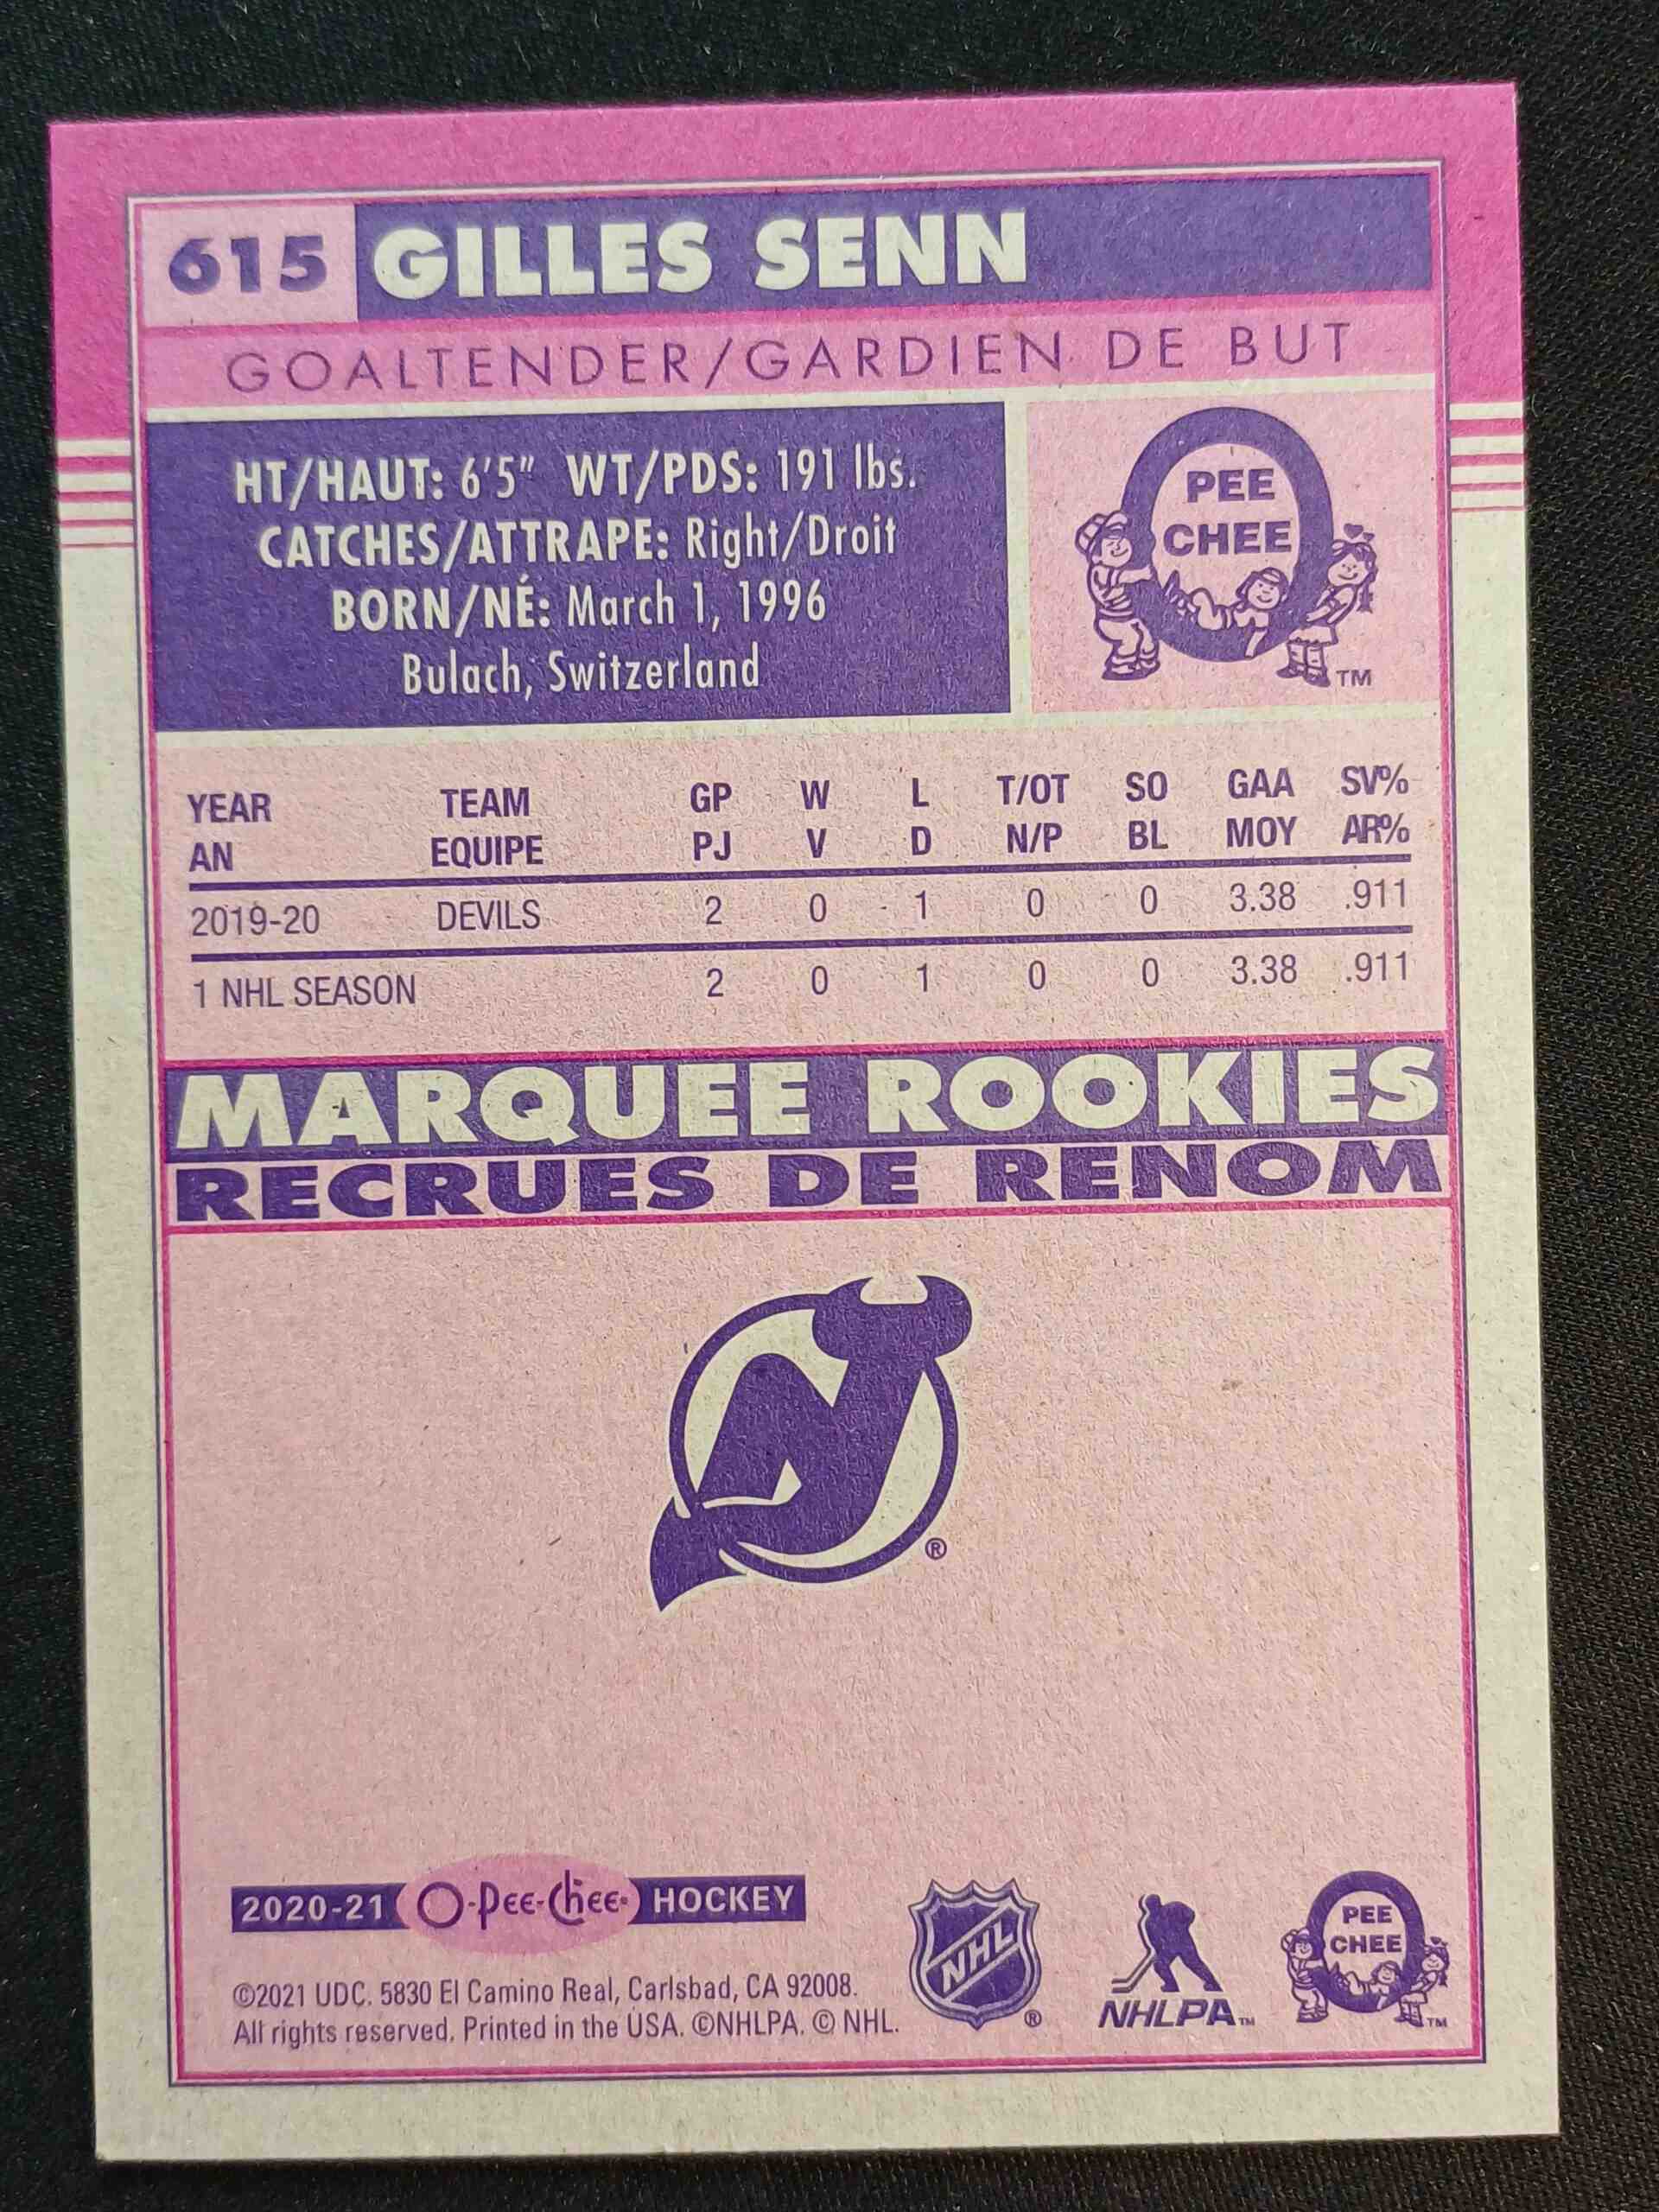 615 GILLES SENN
GOALTENDER/GARDIEN DE BUT
HT/HAUT: 6'5" WT/PDS: 191 lbs.
CATCHES/ATTRAPE: Right/Droit
BORN/NÉ: March 1, 1996
Bulach, Switzerland
PEE
CHEE
TM
YEAR TEAM GP W L T/OT SO GAA SV%
AN EQUIPE PJ V D N/P BL MOY AR%
2019-20 DEVILS 2 0 1 0 0 3.38 .911
1 NHL SEASON 2 0 1 0 0 3.38 .911
MARQUEE ROOKIES
RECRUES DE RENOM
®
2020-21 O-Pee-Chee® HOCKEY
©2021 UDC. 5830 El Camino Real, Carlsbad, CA 92008.
All rights reserved. Printed in the USA. ©NHLPA. © NHL.
NHL ®
NHLPA™
PEE
CHEE
TM